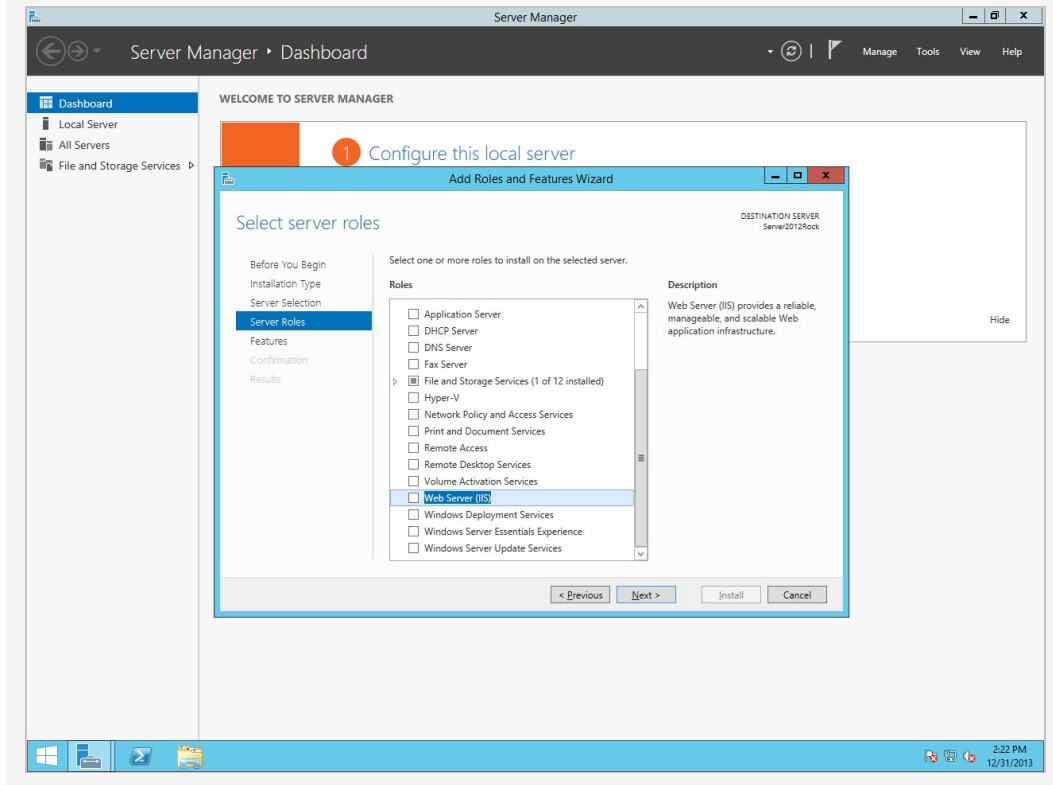 Server Manager
Server Manager • Dashboard
Manage Tools View Help
Dashboard
Local Server
All Servers
File and Storage Services
WELCOME TO SERVER MANAGER
1 Configure this local server
Hide
Add Roles and Features Wizard
Select server roles
DESTINATION SERVER
Server2012Rock
Before You Begin
Installation Type
Server Selection
Server Roles
Features
Confirmation
Results
Select one or more roles to install on the selected server.
Roles
Application Server
DHCP Server
DNS Server
Fax Server
File and Storage Services (1 of 12 installed)
Hyper-V
Network Policy and Access Services
Print and Document Services
Remote Access
Remote Desktop Services
Volume Activation Services
Web Server (IIS)
Windows Deployment Services
Windows Server Essentials Experience
Windows Server Update Services
Description
Web Server (IIS) provides a reliable,
manageable, and scalable Web
application infrastructure.
< Previous Next > Install Cancel
2:22 PM
12/31/2013